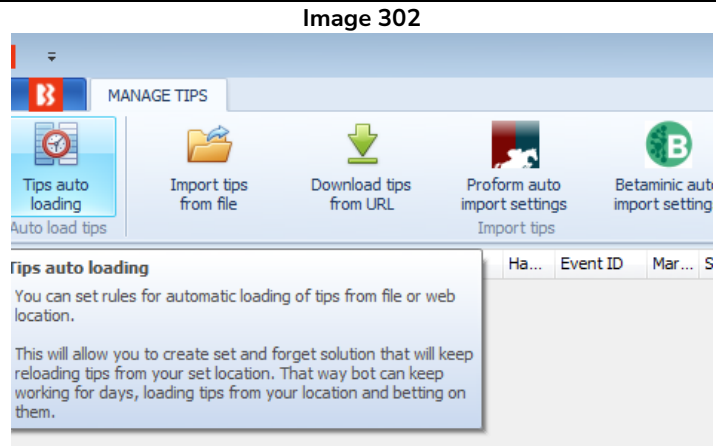 Image 302
MANAGE TIPS
Tips auto
loading
Import tips
from file
Download tips
from URL
Proform auto
import settings
Betaminic aut
import setting
Auto load tips
Import tips
Tips auto loading
Ha... Event ID Mar... S
You can set rules for automatic loading of tips from file or web
location.
This will allow you to create set and forget solution that will keep
reloading tips from your set location. That way bot can keep
working for days, loading tips from your location and betting on
them.